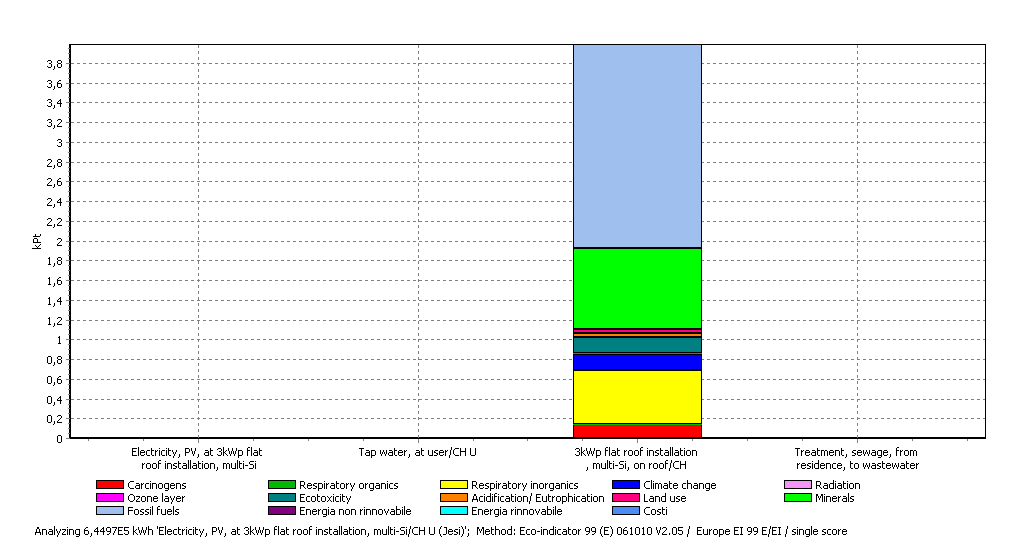 3,8
3,6
3,4
3,2
3
2,8
2,6
2,4
2,2
2
1,8
1,6
1,4
1,2
1
0,8
0,6
0,4
0,2
0
kPt
Electricity, PV, at 3kWp flat
roof installation, multi-Si
Tap water, at user/CH U
3kWp flat roof installation
, multi-Si, on roof/CH
Treatment, sewage, from
residence, to wastewater
Carcinogens
Respiratory organics
Respiratory inorganics
Climate change
Radiation
Ozone layer
Ecotoxicity
Acidification/ Eutrophication
Land use
Minerals
Fossil fuels
Energia non rinnovabile
Energia rinnovabile
Costi
Analyzing 6,4497E5 kWh 'Electricity, PV, at 3kWp flat roof installation, multi-Si/CH U (Jesi)';  Method: Eco-indicator 99 (E) 061010 V2.05 /  Europe EI 99 E/EI / single score